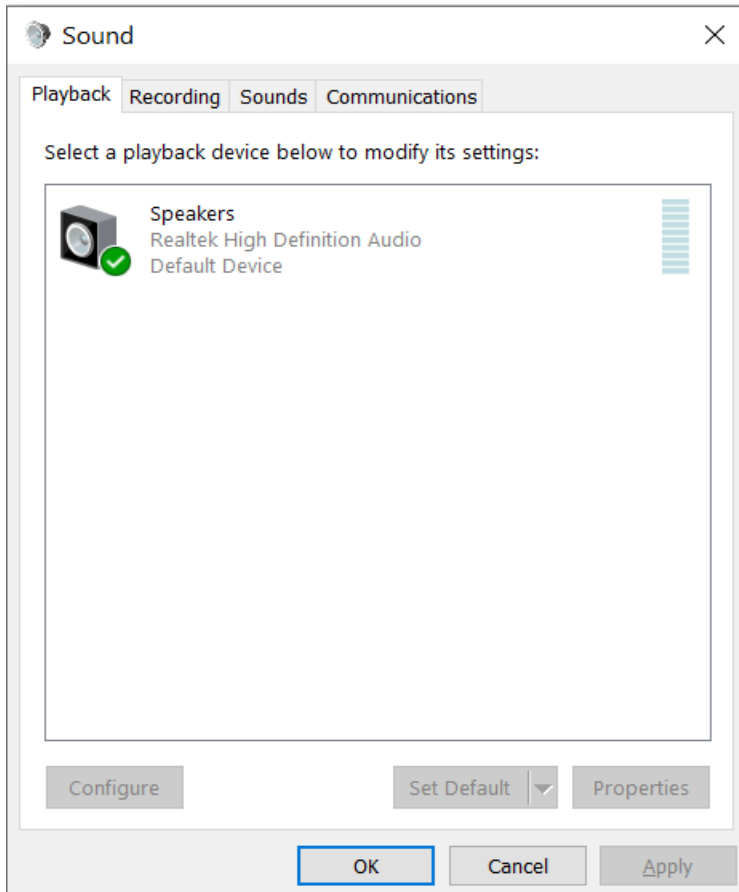 Sound
Playback Recording Sounds Communications
Select a playback device below to modify its settings:
Speakers
Realtek High Definition Audio
Default Device
Configure Set Default Properties
OK Cancel Apply